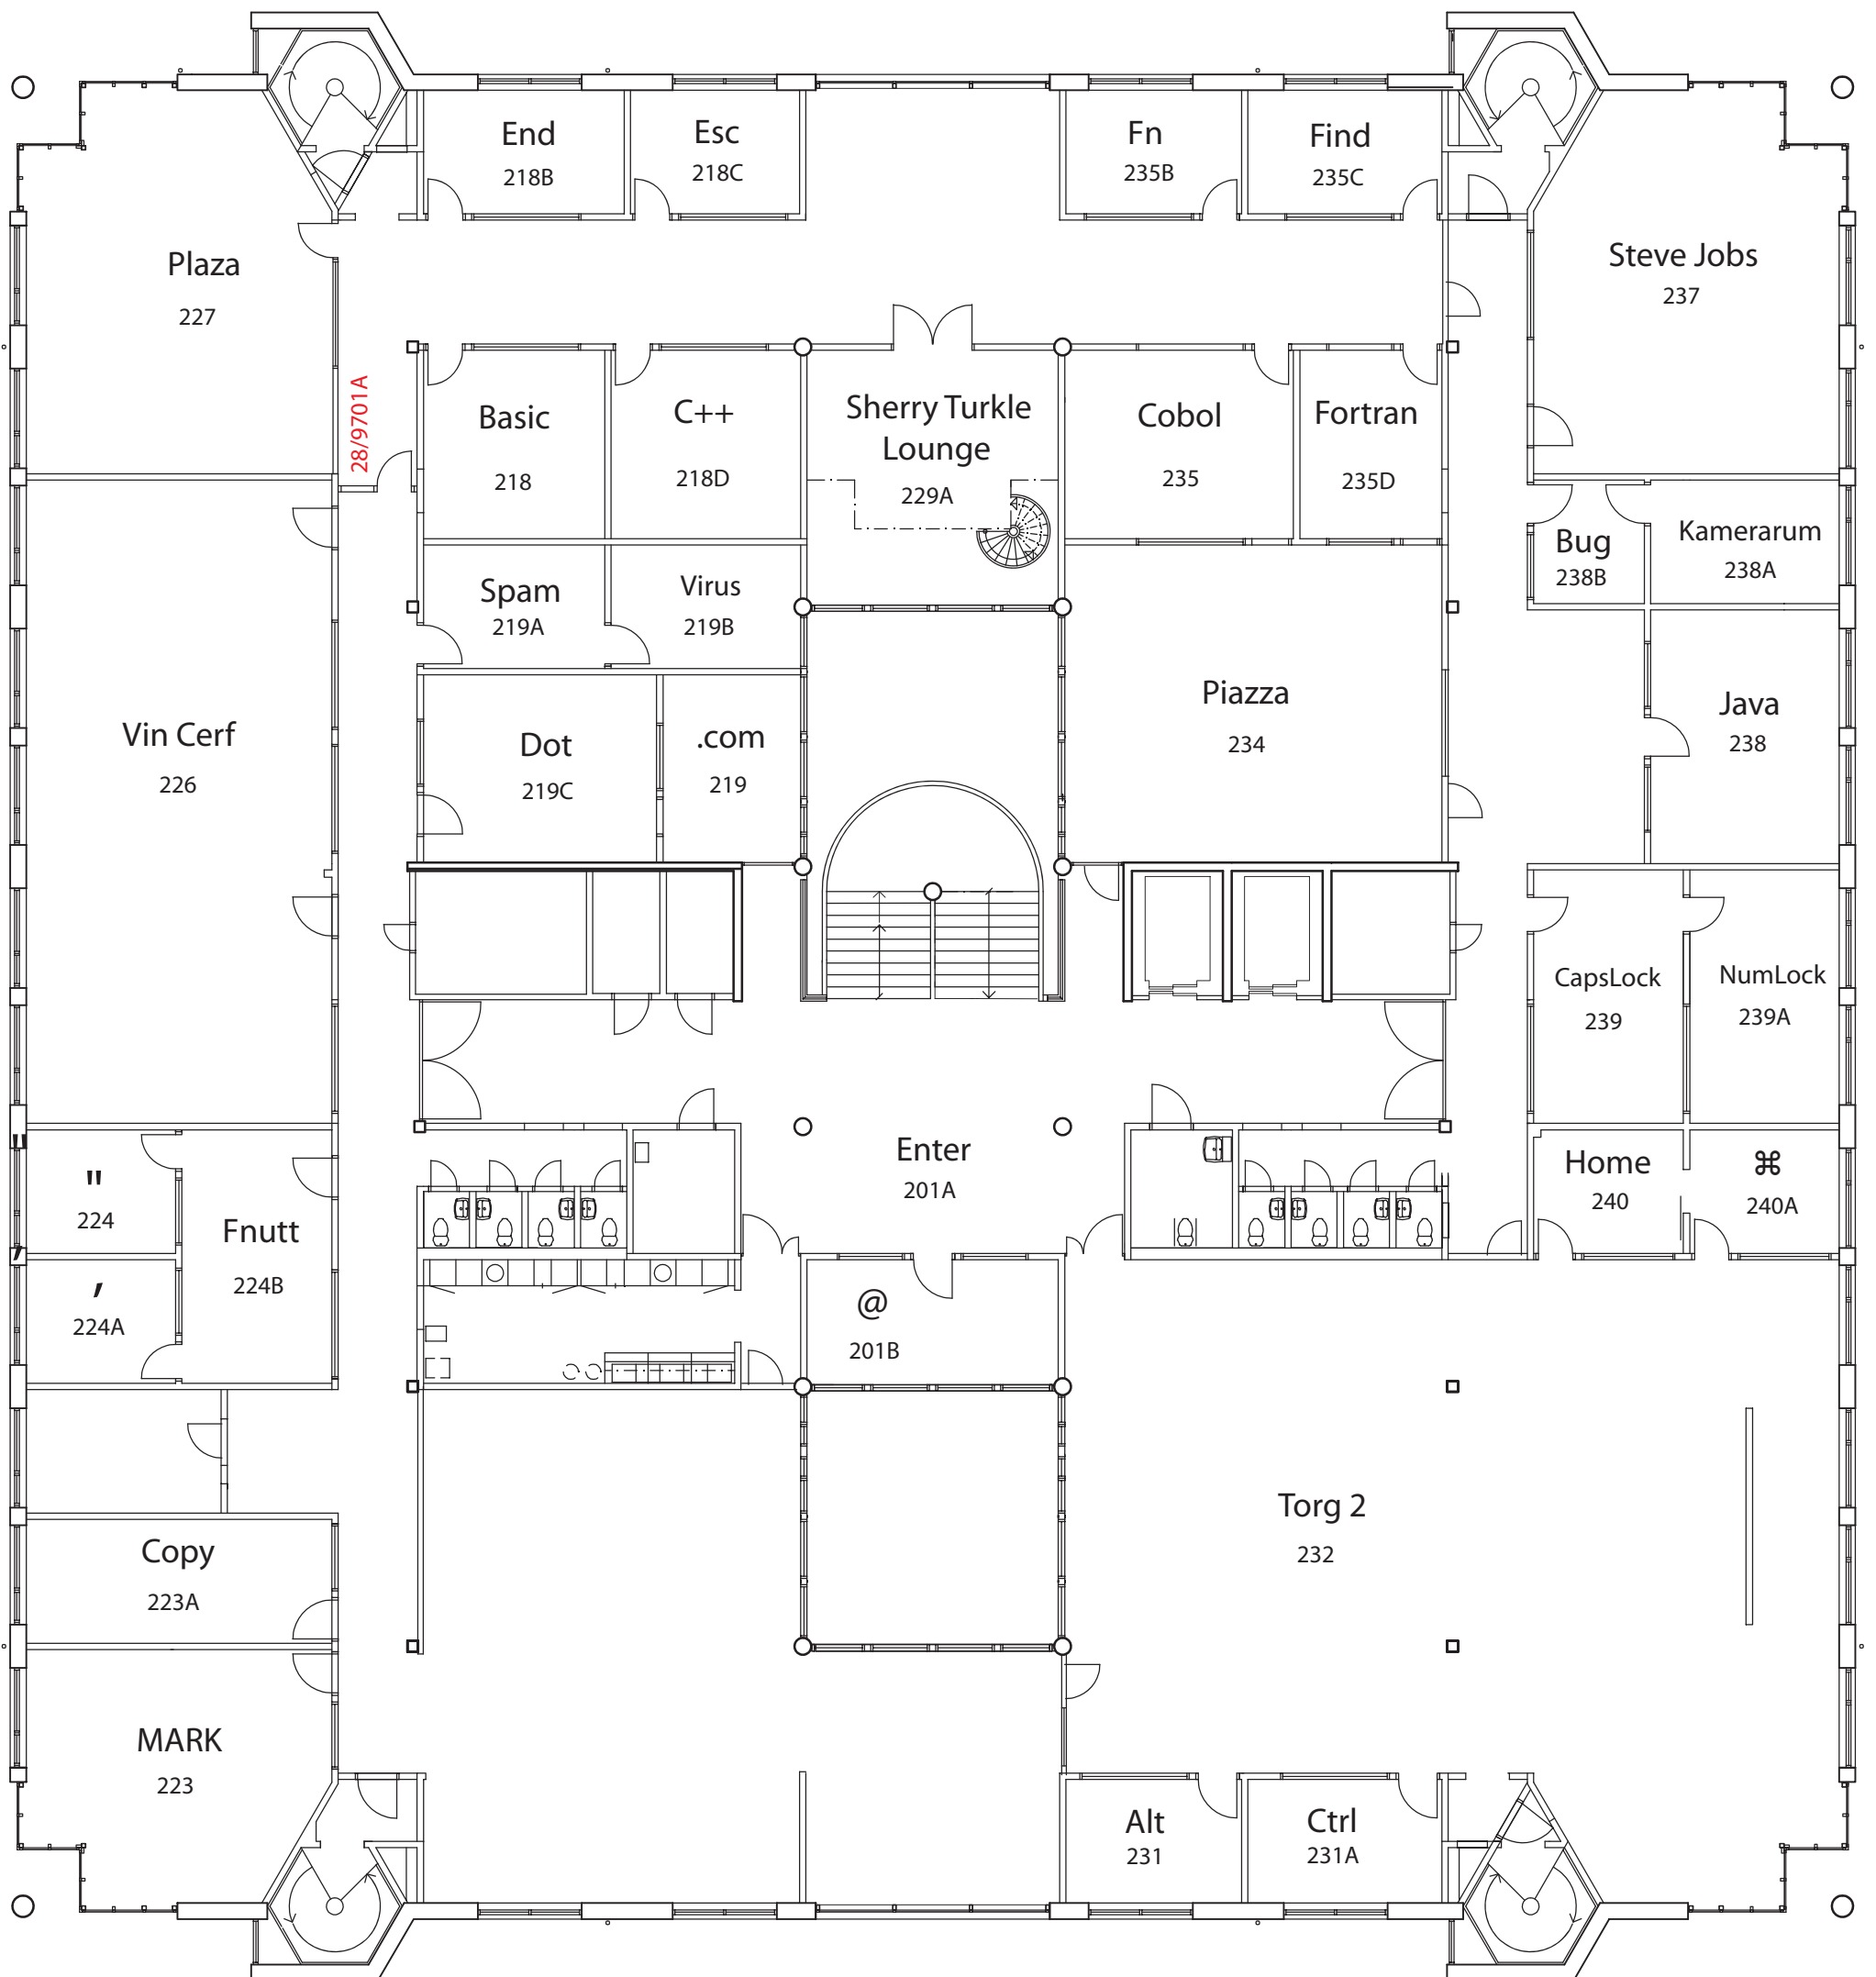 End
218B
Esc
218C
Fn
235B
Find
235C
Plaza
227
Steve Jobs
237
28/9701A
Basic
218
C++
218D
Sherry Turkle
Lounge
229A
Cobol
235
Fortran
235D
Bug
238B
Kamerarum
238A
Spam
219A
Virus
219B
Vin Cerf
226
Dot
219C
.com
219
Piazza
234
Java
238
CapsLock
239
NumLock
239A
"
"
224
Fnutt
224B
Enter
201A
Home
240
⌘
240A
,
,
224A
@
201B
Copy
223A
Torg 2
232
MARK
223
Alt
231
Ctrl
231A